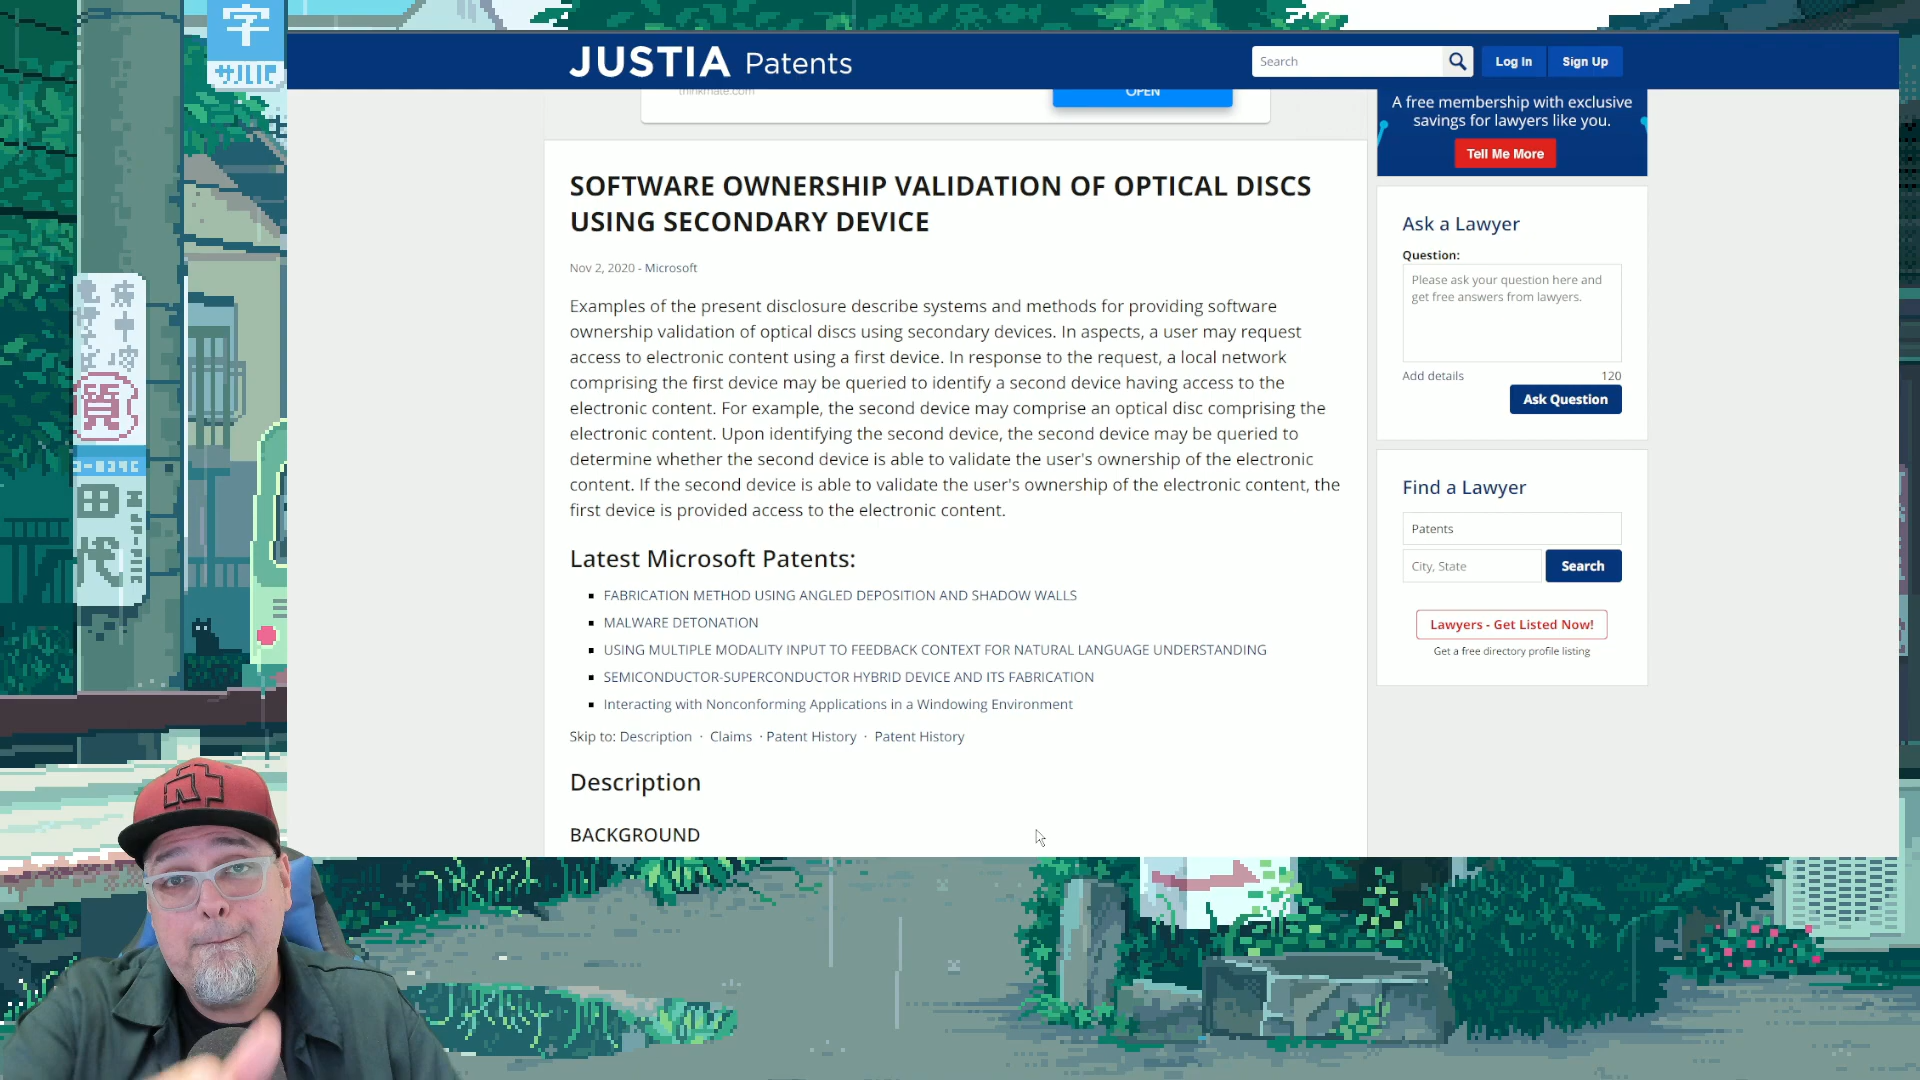 字
サルパ
JUSTIA Patents
Search
Log In
Sign Up
thinkmate.com
OPEN
A free membership with exclusive
savings for lawyers like you.
Tell Me More
SOFTWARE OWNERSHIP VALIDATION OF OPTICAL DISCS
USING SECONDARY DEVICE
Nov 2, 2020 - Microsoft
Examples of the present disclosure describe systems and methods for providing software
ownership validation of optical discs using secondary devices. In aspects, a user may request
access to electronic content using a first device. In response to the request, a local network
comprising the first device may be queried to identify a second device having access to the
electronic content. For example, the second device may comprise an optical disc comprising the
electronic content. Upon identifying the second device, the second device may be queried to
determine whether the second device is able to validate the user's ownership of the electronic
content. If the second device is able to validate the user's ownership of the electronic content, the
first device is provided access to the electronic content.
Latest Microsoft Patents:
FABRICATION METHOD USING ANGLED DEPOSITION AND SHADOW WALLS
MALWARE DETONATION
USING MULTIPLE MODALITY INPUT TO FEEDBACK CONTEXT FOR NATURAL LANGUAGE UNDERSTANDING
SEMICONDUCTOR-SUPERCONDUCTOR HYBRID DEVICE AND ITS FABRICATION
Interacting with Nonconforming Applications in a Windowing Environment
Skip to: Description · Claims · Patent History · Patent History
Description
BACKGROUND
Ask a Lawyer
Question:
Please ask your question here and
get free answers from lawyers.
Add details
120
Ask Question
Find a Lawyer
Patents
City, State
Search
Lawyers - Get Listed Now!
Get a free directory profile listing
質
田
代